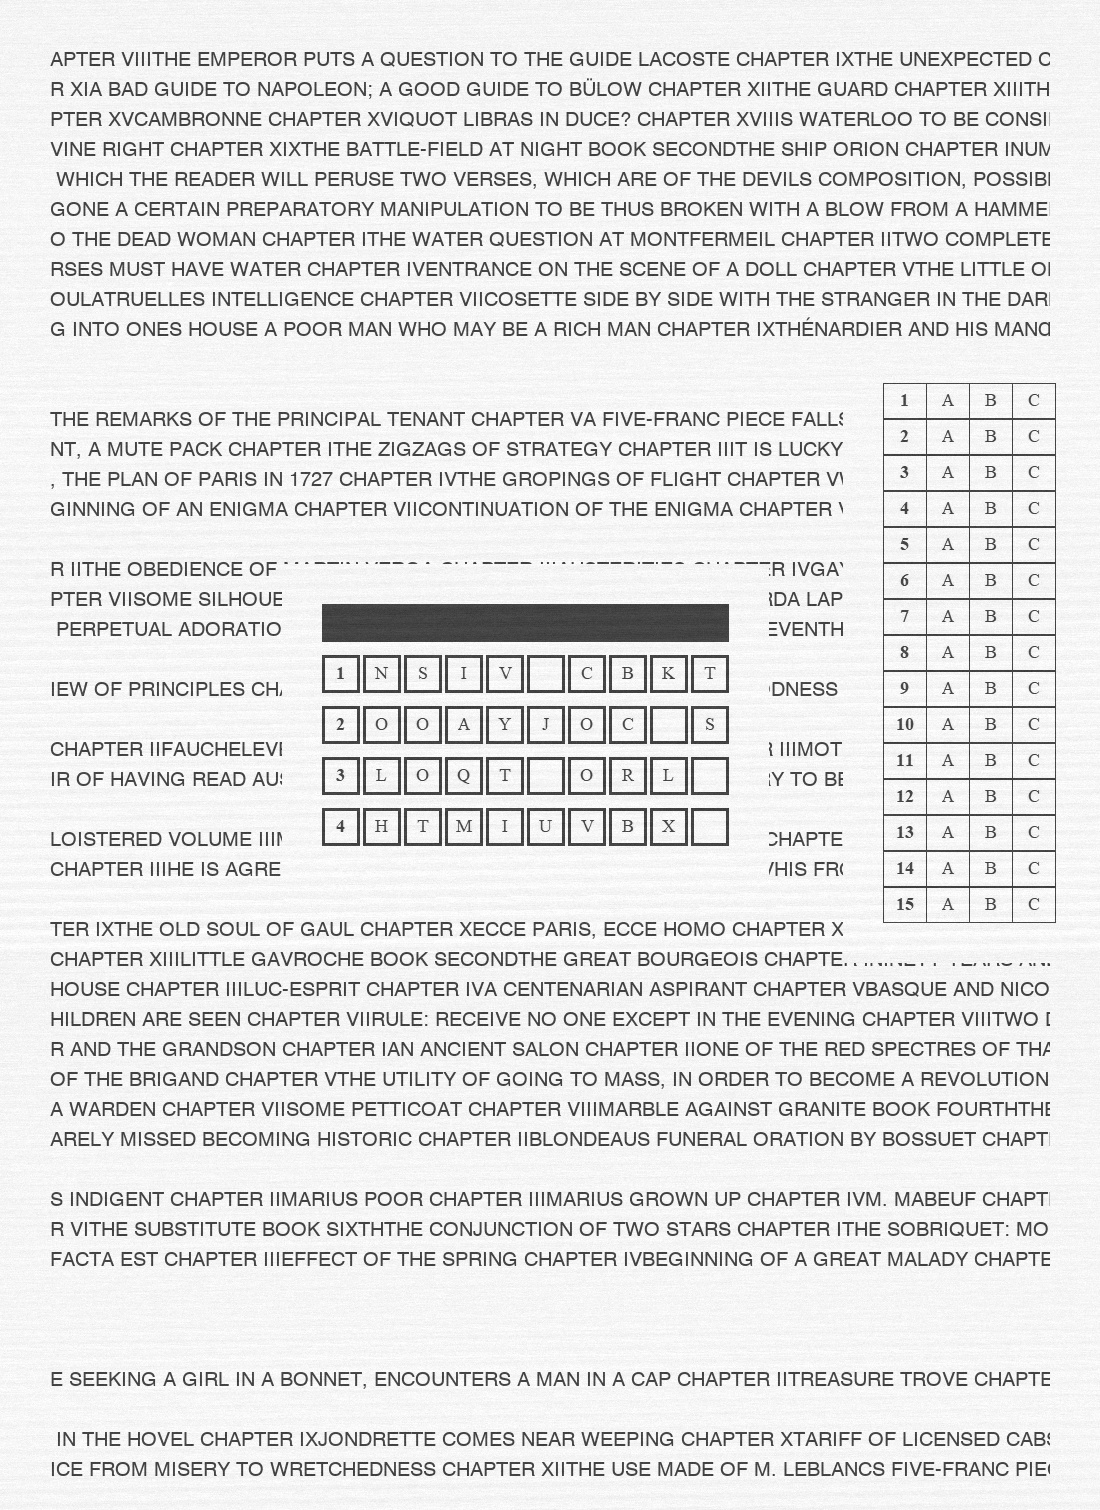 APTER VIIITHE EMPEROR PUTS A QUESTION TO THE GUIDE LACOSTE CHAPTER IXTHE UNEXPECTED
R XIA BAD GUIDE TO NAPOLEON; A GOOD GUIDE TO BÜLOW CHAPTER XIITHE GUARD CHAPTER XIIITH
PTER XVCAMBRONNE CHAPTER XVIQUOT LIBRAS IN DUCE? CHAPTER XVIIIS WATERLOO TO BE CONSI
VINE RIGHT CHAPTER XIXTHE BATTLE-FIELD AT NIGHT BOOK SECONDTHE SHIP ORION CHAPTER INUM
WHICH THE READER WILL PERUSE TWO VERSES, WHICH ARE OF THE DEVILS COMPOSITION, POSSIB
GONE A CERTAIN PREPARATORY MANIPULATION TO BE THUS BROKEN WITH A BLOW FROM A HAMME
O THE DEAD WOMAN CHAPTER ITHE WATER QUESTION AT MONTFERMEIL CHAPTER IITWO COMPLETE
RSES MUST HAVE WATER CHAPTER IVENTRANCE ON THE SCENE OF A DOLL CHAPTER VTHE LITTLE O
OULATRUELLES INTELLIGENCE CHAPTER VIICOSETTE SIDE BY SIDE WITH THE STRANGER IN THE DAR
G INTO ONES HOUSE A POOR MAN WHO MAY BE A RICH MAN CHAPTER IXTHÉNARDIER AND HIS MAN
THE REMARKS OF THE PRINCIPAL TENANT CHAPTER VA FIVE-FRANC PIECE FALLS
NT, A MUTE PACK CHAPTER ITHE ZIGZAGS OF STRATEGY CHAPTER IIIT IS LUCKY
, THE PLAN OF PARIS IN 1727 CHAPTER IVTHE GROPINGS OF FLIGHT CHAPTER V
GINNING OF AN ENIGMA CHAPTER VIICONTINUATION OF THE ENIGMA CHAPTER
R IITHE OBEDIENCE OF R IVGA
PTER VIISOME SILHOUE RDA LAP
PERPETUAL ADORATIO EVENTH
IEW OF PRINCIPLES CH DNESS
CHAPTER IIFAUCHELEVE R IIIMOT
IR OF HAVING READ AUS RY TO BE
LOISTERED VOLUME III CHAPTE
CHAPTER IIIHE IS AGRE HIS FR
TER IXTHE OLD SOUL OF GAUL CHAPTER XECCE PARIS, ECCE HOMO CHAPTER X
CHAPTER XIIILITTLE GAVROCHE BOOK SECONDTHE GREAT BOURGEOIS CHAPTE
HOUSE CHAPTER IIILUC-ESPRIT CHAPTER IVA CENTENARIAN ASPIRANT CHAPTER VBASQUE AND NICO
HILDREN ARE SEEN CHAPTER VIIRULE: RECEIVE NO ONE EXCEPT IN THE EVENING CHAPTER VIIITWO
R AND THE GRANDSON CHAPTER IAN ANCIENT SALON CHAPTER IIONE OF THE RED SPECTRES OF THA
OF THE BRIGAND CHAPTER VTHE UTILITY OF GOING TO MASS, IN ORDER TO BECOME A REVOLUTION
A WARDEN CHAPTER VIISOME PETTICOAT CHAPTER VIIIMARBLE AGAINST GRANITE BOOK FOURTHTHE
ARELY MISSED BECOMING HISTORIC CHAPTER IIBLONDEAUS FUNERAL ORATION BY BOSSUET CHAPT
S INDIGENT CHAPTER IIMARIUS POOR CHAPTER IIIMARIUS GROWN UP CHAPTER IVM. MABEUF CHAPT
R VITHE SUBSTITUTE BOOK SIXTHTHE CONJUNCTION OF TWO STARS CHAPTER ITHE SOBRIQUET: MO
FACTA EST CHAPTER IIIEFFECT OF THE SPRING CHAPTER IVBEGINNING OF A GREAT MALADY CHAPTE
E SEEKING A GIRL IN A BONNET, ENCOUNTERS A MAN IN A CAP CHAPTER IITREASURE TROVE CHAPTE
IN THE HOVEL CHAPTER IXJONDRETTE COMES NEAR WEEPING CHAPTER XTARIFF OF LICENSED CABS
ICE FROM MISERY TO WRETCHEDNESS CHAPTER XIITHE USE MADE OF M. LEBLANCS FIVE-FRANC PIE
1 N S I V C B K T
2 O O A Y J O C S
3 L O Q T O R L
4 H T M I U V B X
1 A B C
2 A B C
3 A B C
4 A B C
5 A B C
6 A B C
7 A B C
8 A B C
9 A B C
10 A B C
11 A B C
12 A B C
13 A B C
14 A B C
15 A B C